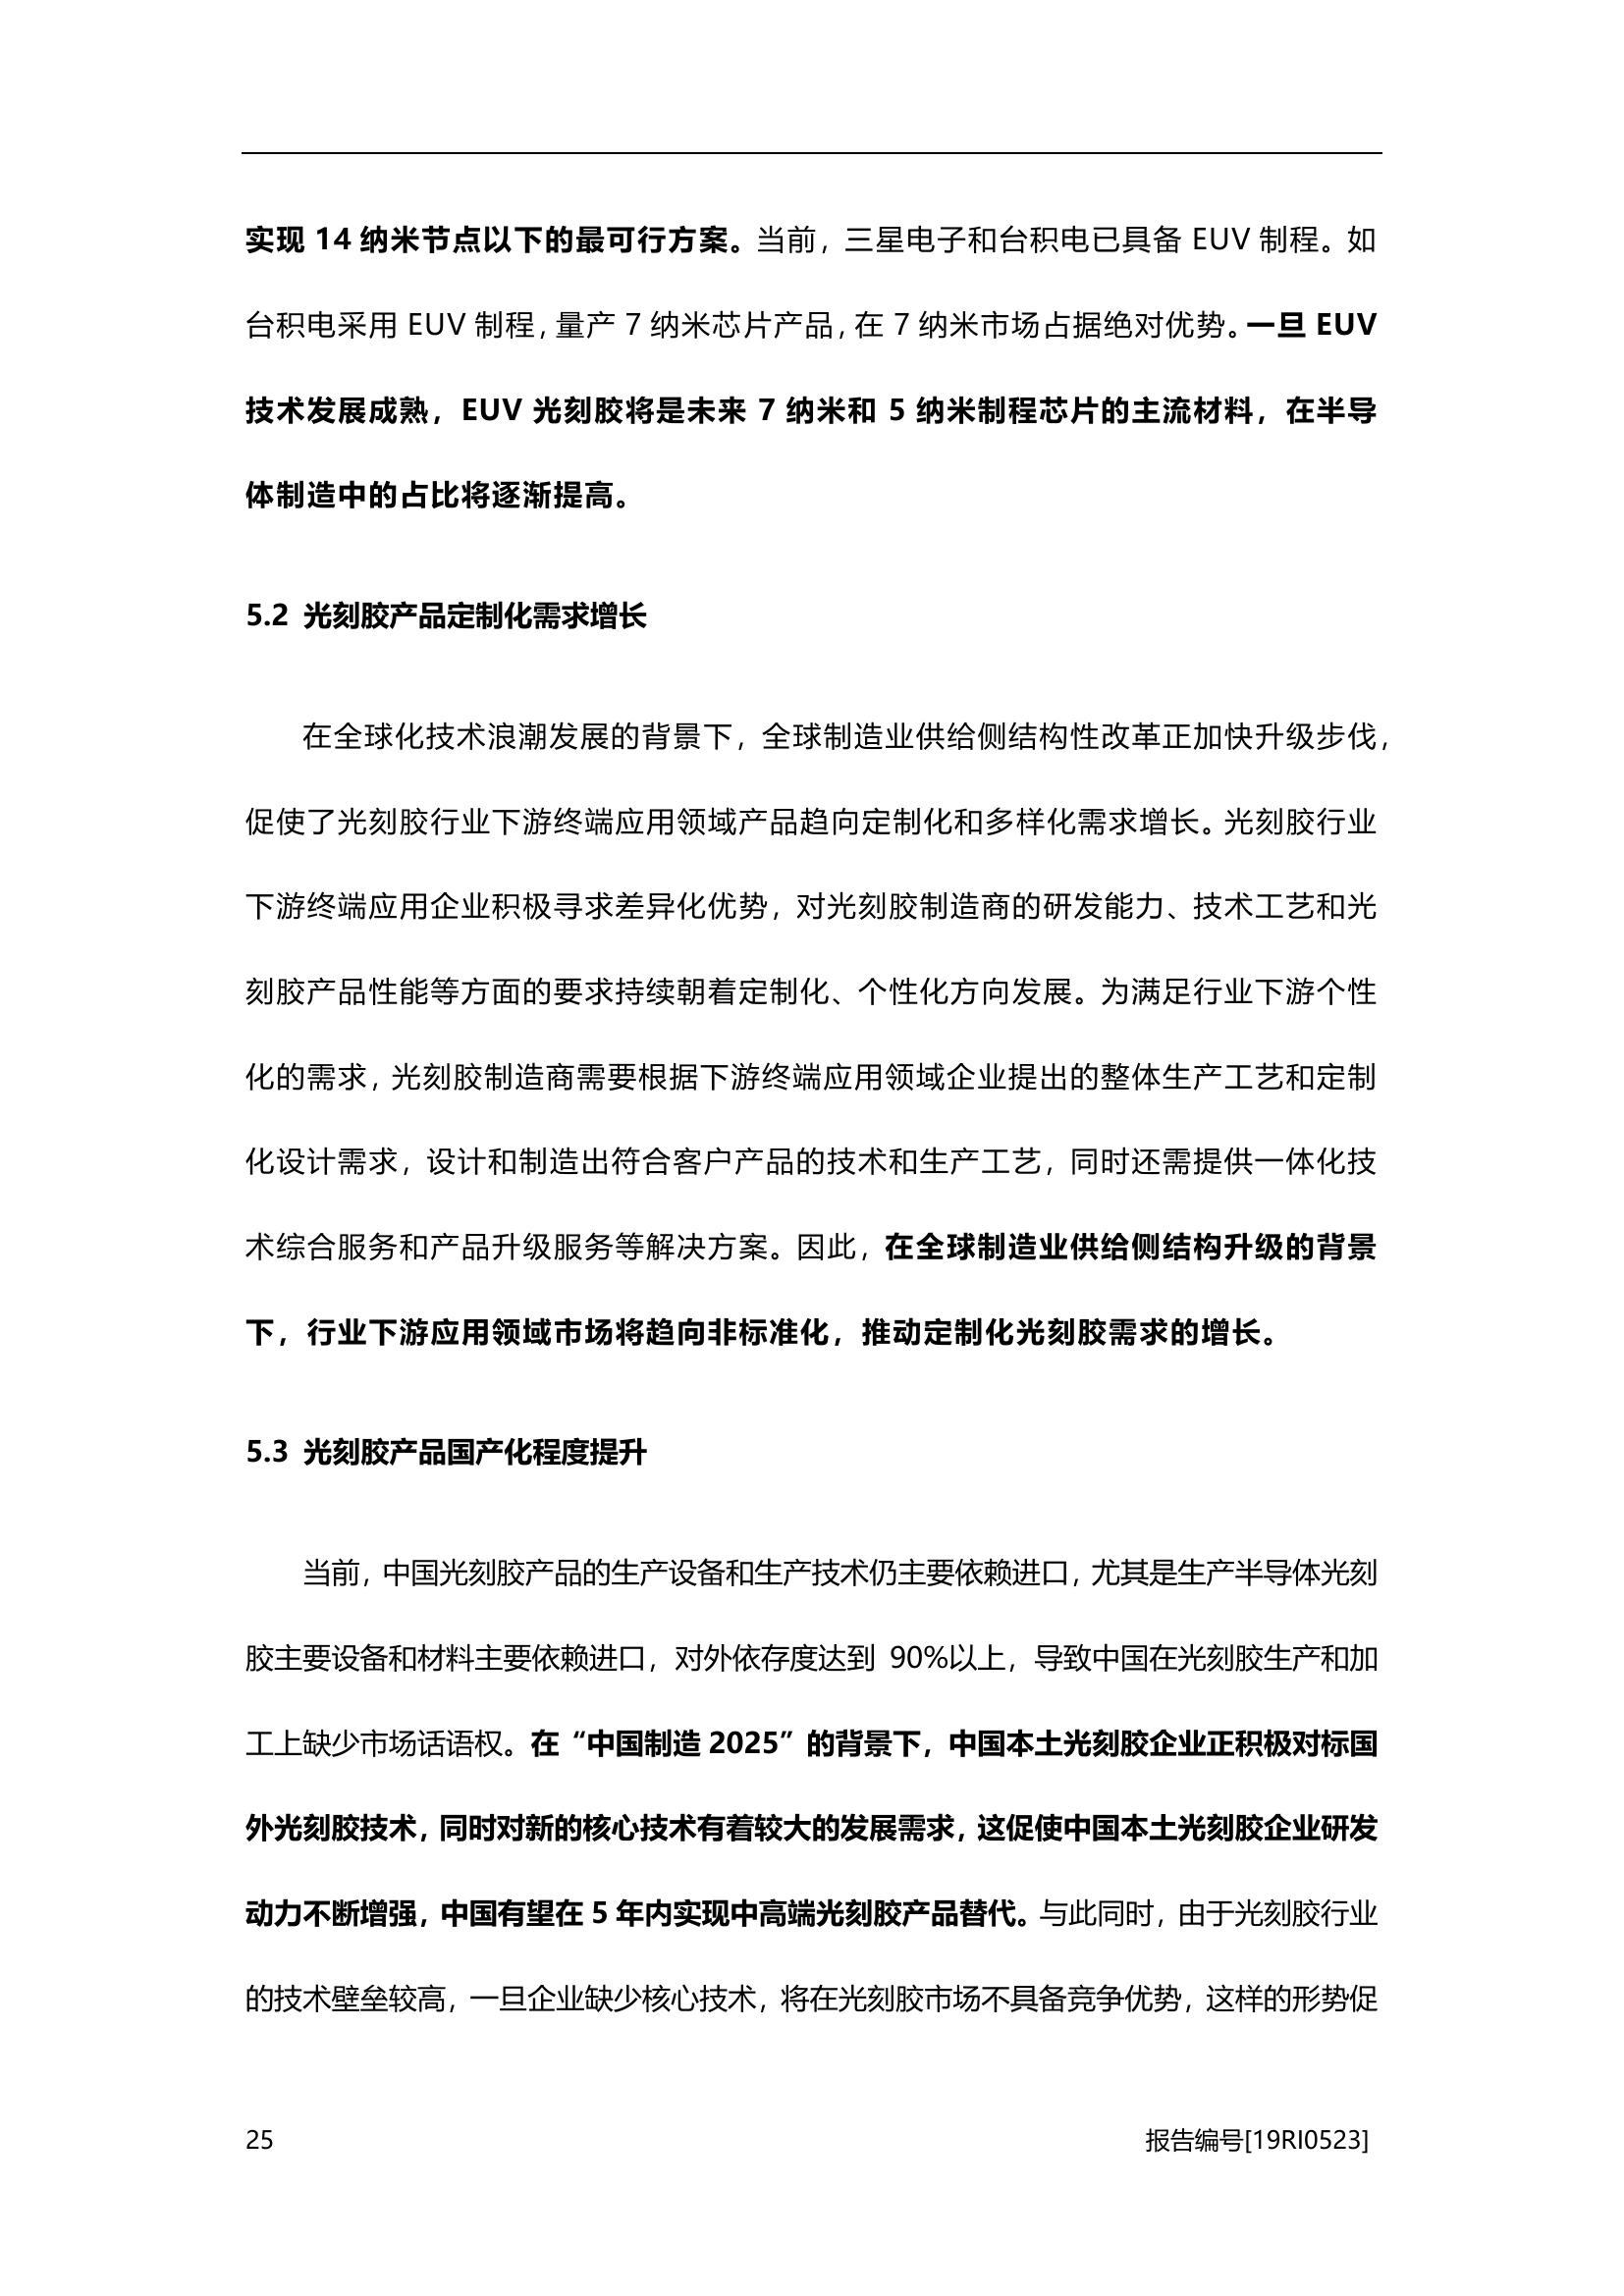 实现 14 纳米节点以下的最可行方案。当前，三星电子和台积电已具备 EUV 制程。如
台积电采用 EUV 制程，量产 7 纳米芯片产品，在 7 纳米市场占据绝对优势。一旦 EUV
技术发展成熟，EUV 光刻胶将是未来 7 纳米和 5 纳米制程芯片的主流材料，在半导
体制造中的占比将逐渐提高。
5.2 光刻胶产品定制化需求增长
在全球化技术浪潮发展的背景下，全球制造业供给侧结构性改革正加快升级步伐，
促使了光刻胶行业下游终端应用领域产品趋向定制化和多样化需求增长。光刻胶行业
下游终端应用企业积极寻求差异化优势，对光刻胶制造商的研发能力、技术工艺和光
刻胶产品性能等方面的要求持续朝着定制化、个性化方向发展。为满足行业下游个性
化的需求，光刻胶制造商需要根据下游终端应用领域企业提出的整体生产工艺和定制
化设计需求，设计和制造出符合客户产品的技术和生产工艺，同时还需提供一体化技
术综合服务和产品升级服务等解决方案。因此，在全球制造业供给侧结构升级的背景
下，行业下游应用领域市场将趋向非标准化，推动定制化光刻胶需求的增长。
5.3 光刻胶产品国产化程度提升
当前，中国光刻胶产品的生产设备和生产技术仍主要依赖进口，尤其是生产半导体光刻
胶主要设备和材料主要依赖进口，对外依存度达到 90%以上，导致中国在光刻胶生产和加
工上缺少市场话语权。在“中国制造 2025”的背景下，中国本土光刻胶企业正积极对标国
外光刻胶技术，同时对新的核心技术有着较大的发展需求，这促使中国本土光刻胶企业研发
动力不断增强，中国有望在 5 年内实现中高端光刻胶产品替代。与此同时，由于光刻胶行业
的技术壁垒较高，一旦企业缺少核心技术，将在光刻胶市场不具备竞争优势，这样的形势促
25 报告编号[19RI0523]